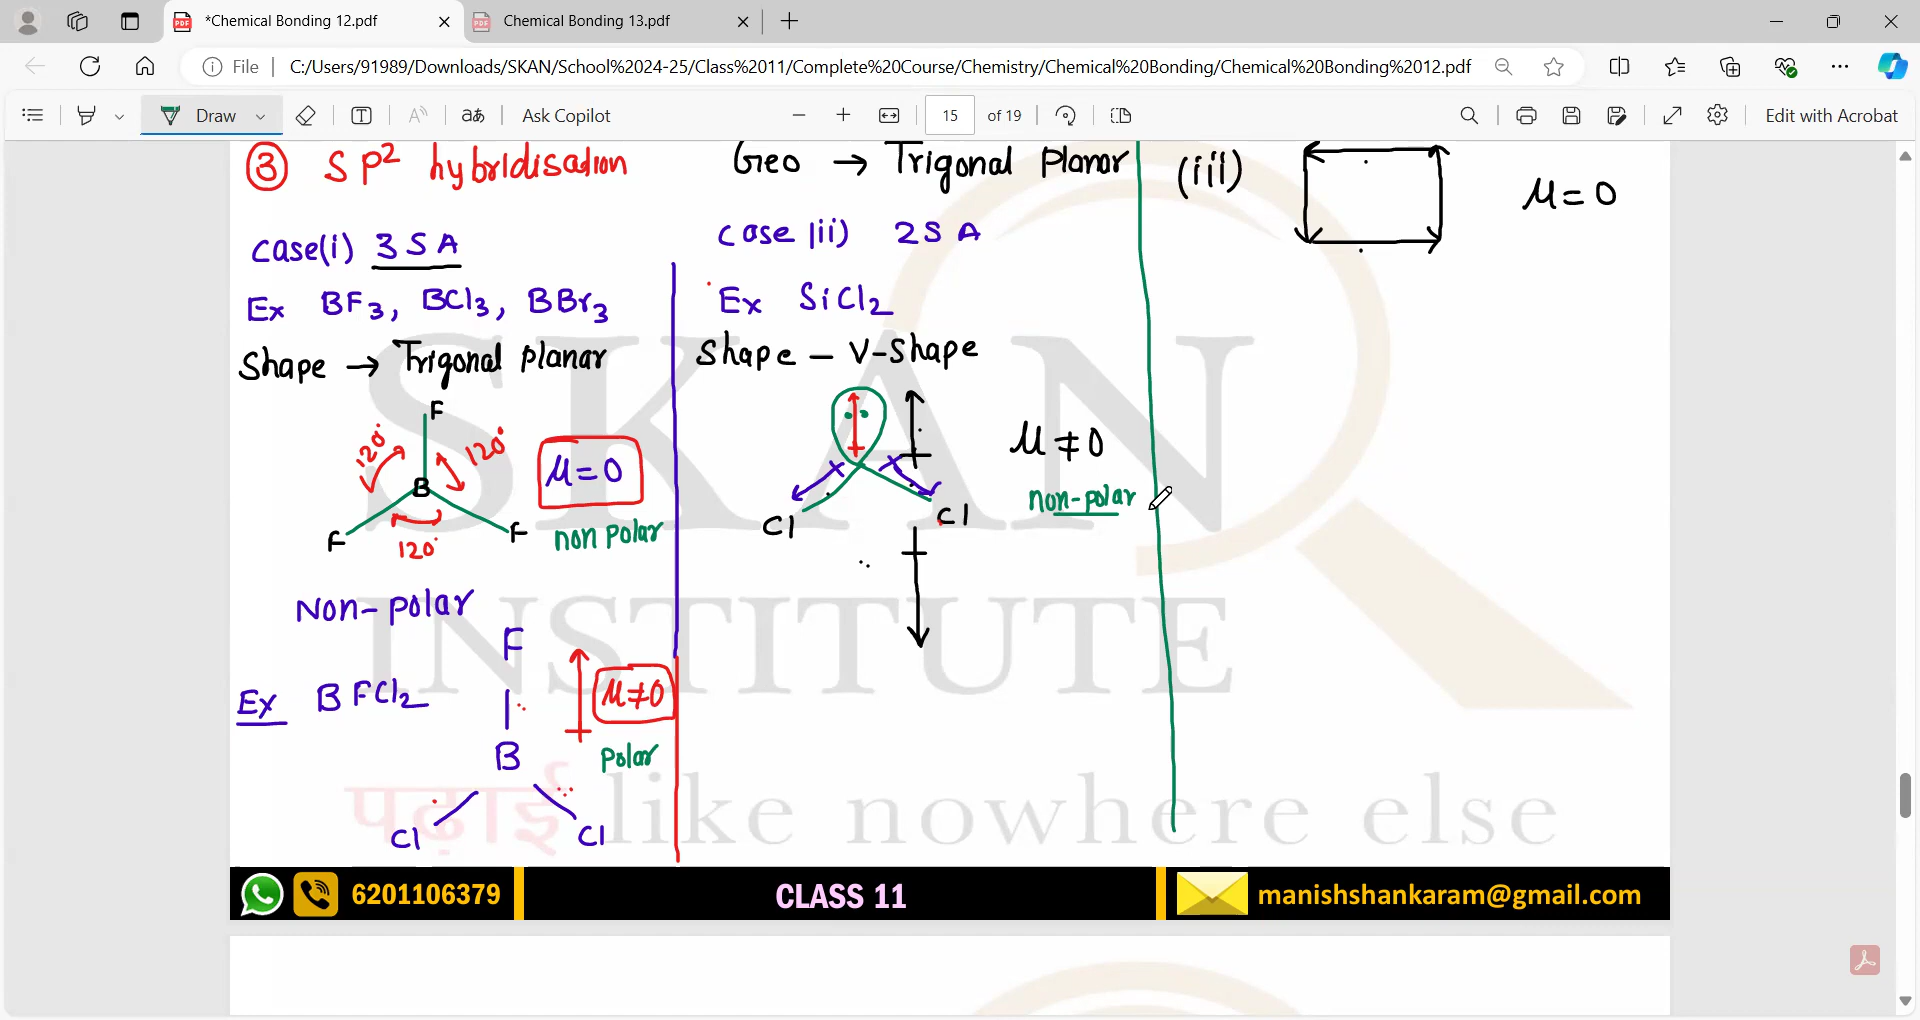 *Chemical Bonding 12.pdf
Chemical Bonding 13.pdf
File
C:/Users/91989/Downloads/SKAN/School%2024-25/Class%2011/Complete%20Course/Chemistry/Chemical%20Bonding/Chemical%20Bonding%2012.pdf
Draw
Ask Copilot
15 of 19
Edit with Acrobat
③ SP² hybridisation
Case(i) 3SA
Ex BF₃, BCl₃, BBr₃
Shape → Trigonal planar
F
120° 120°
B
F F
120°
μ = 0
non polar
Non-polar
Ex BFCl₂
F
B
Cl Cl
μ ≠ 0
Polar
Geo → Trigonal Planar
Case (ii) 2SA
Ex SiCl₂
Shape – V-Shape
Cl Cl
μ ≠ 0
non-polar
(iii)
μ = 0
SKAN
INSTITUTE
पढ़ाई like nowhere else
6201106379
CLASS 11
manishshankaram@gmail.com